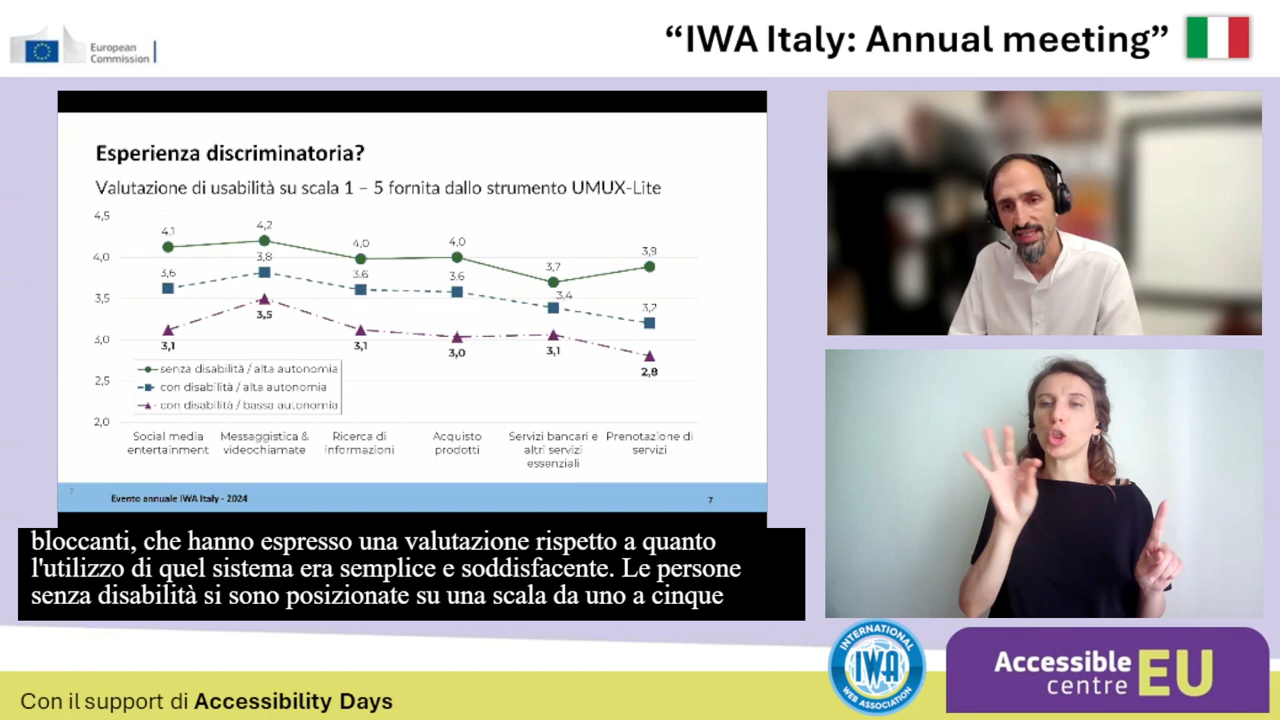 European
Commission
“IWA Italy: Annual meeting”
Esperienza discriminatoria?
Valutazione di usabilità su scala 1 – 5 fornita dallo strumento UMUX-Lite
4,5
4,0
3,5
3,0
2,5
2,0
4,1
4,2
4,0
4,0
3,7
3,9
3,6
3,8
3,6
3,6
3,4
3,2
3,1
3,5
3,1
3,0
3,1
2,8
senza disabilità / alta autonomia
con disabilità / alta autonomia
con disabilità / bassa autonomia
Social media
entertainment
Messaggistica &
videochiamate
Ricerca di
informazioni
Acquisto
prodotti
Servizi bancari e
altri servizi
essenziali
Prenotazione di
servizi
7
Evento annuale IWA Italy - 2024
7
bloccanti, che hanno espresso una valutazione rispetto a quanto
l'utilizzo di quel sistema era semplice e soddisfacente. Le persone
senza disabilità si sono posizionate su una scala da uno a cinque
INTERNATIONAL
IWA
WEB ASSOCIATION
Accessible
centre
EU
Con il support di Accessibility Days